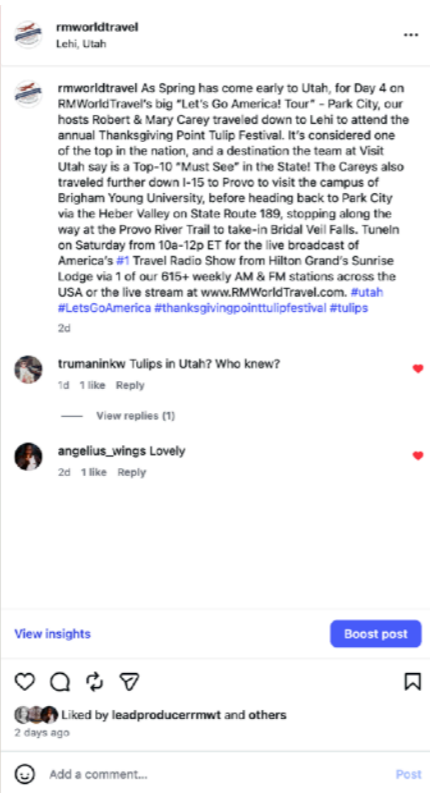 rmworldtravel
Lehi, Utah
rmworldtravel As Spring has come early to Utah, for Day 4 on
RMWorldTravel's big "Let's Go America! Tour" - Park City, our
hosts Robert & Mary Carey traveled down to Lehi to attend the
annual Thanksgiving Point Tulip Festival. It's considered one
of the top in the nation, and a destination the team at Visit
Utah say is a Top-10 "Must See" in the State! The Careys also
traveled further down I-15 to Provo to visit the campus of
Brigham Young University, before heading back to Park City
via the Heber Valley on State Route 189, stopping along the
way at the Provo River Trail to take-in Bridal Veil Falls. TuneIn
on Saturday from 10a-12p ET for the live broadcast of
America's #1 Travel Radio Show from Hilton Grand's Sunrise
Lodge via 1 of our 615+ weekly AM & FM stations across the
USA or the live stream at www.RMWorldTravel.com. #utah
#LetsGoAmerica #thanksgivingpointtulipfestival #tulips
2d
trumaninkw Tulips in Utah? Who knew?
1d 1 like Reply
View replies (1)
angelius_wings Lovely
2d 1 like Reply
View insights
Boost post
Liked by leadproducerrmwt and others
2 days ago
Add a comment...
Post